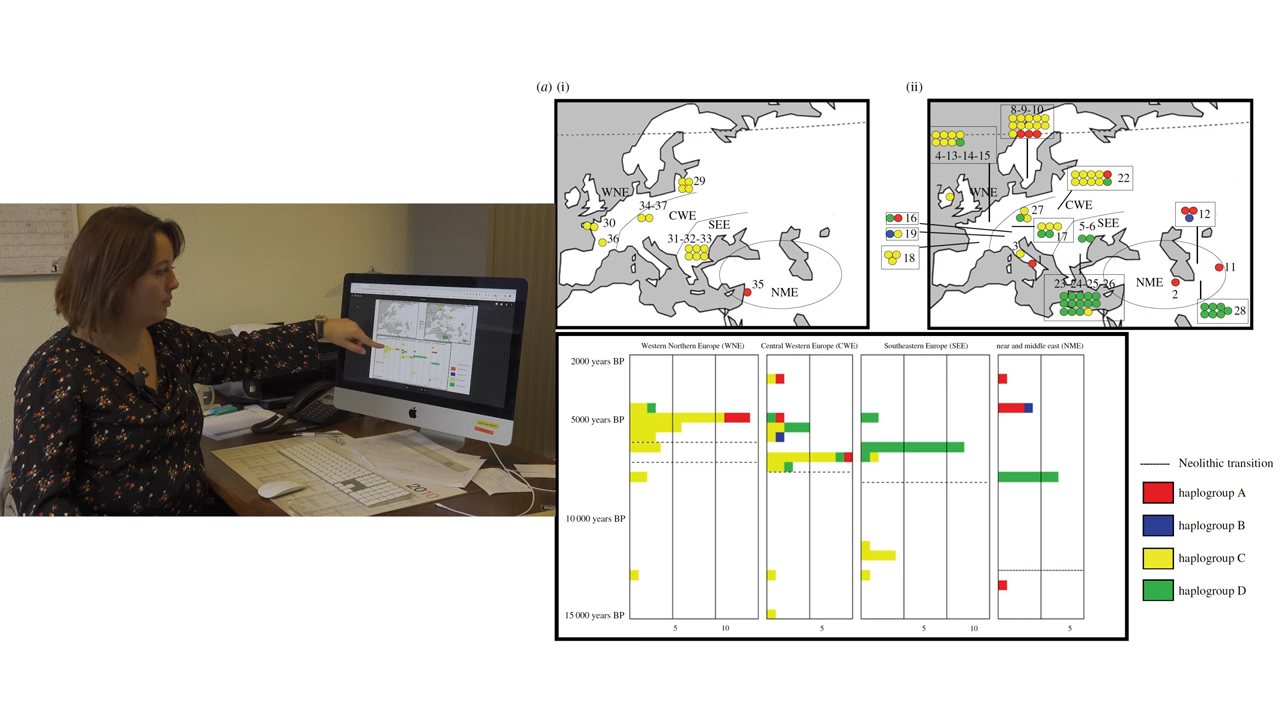 (a) (i)
(ii)
WNE
29
34-37
CWE
30
SEE
36
31-32-33
35
NME
8-9-10
4-13-14-15
22
7
WNE
CWE
27
16
12
19
17
5-6
SEE
18
3
1
11
NME
2
23-24-25-26
28
Western Northern Europe (WNE)
Central Western Europe (CWE)
Southeastern Europe (SEE)
near and middle east (NME)
2000 years BP
5000 years BP
10 000 years BP
15 000 years BP
5
10
5
5
10
5
Neolithic transition
haplogroup A
haplogroup B
haplogroup C
haplogroup D
2010